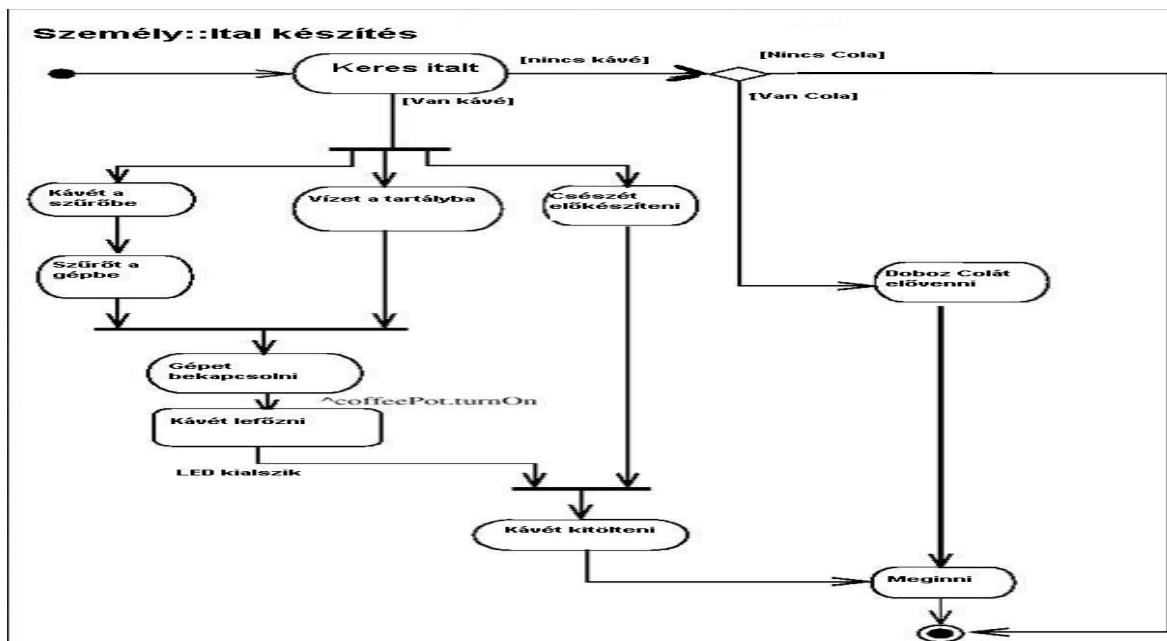 Személy::Ital készítés
Keres italt
[nincs kávé]
[Nincs Cola]
[Van kávé]
[Van Cola]
Kávét a
szűrőbe
Vízet a tartályba
Csészét
előkészíteni
Szűrőt a
gépbe
Doboz Colát
elővenni
Gépet
bekapcsolni
^coffeePot.turnOn
Kávét lefőzni
LED kialszik
Kávét kitölteni
Meginni